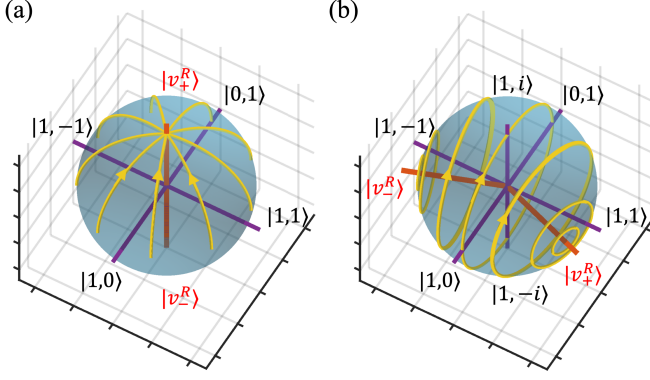 (a)
|v₊ᴿ⟩
|0,1⟩
|1,−1⟩
|1,1⟩
|1,0⟩
|v₋ᴿ⟩
(b)
|1,i⟩
|0,1⟩
|1,−1⟩
|v₋ᴿ⟩
|1,1⟩
|1,0⟩
|v₊ᴿ⟩
|1,−i⟩